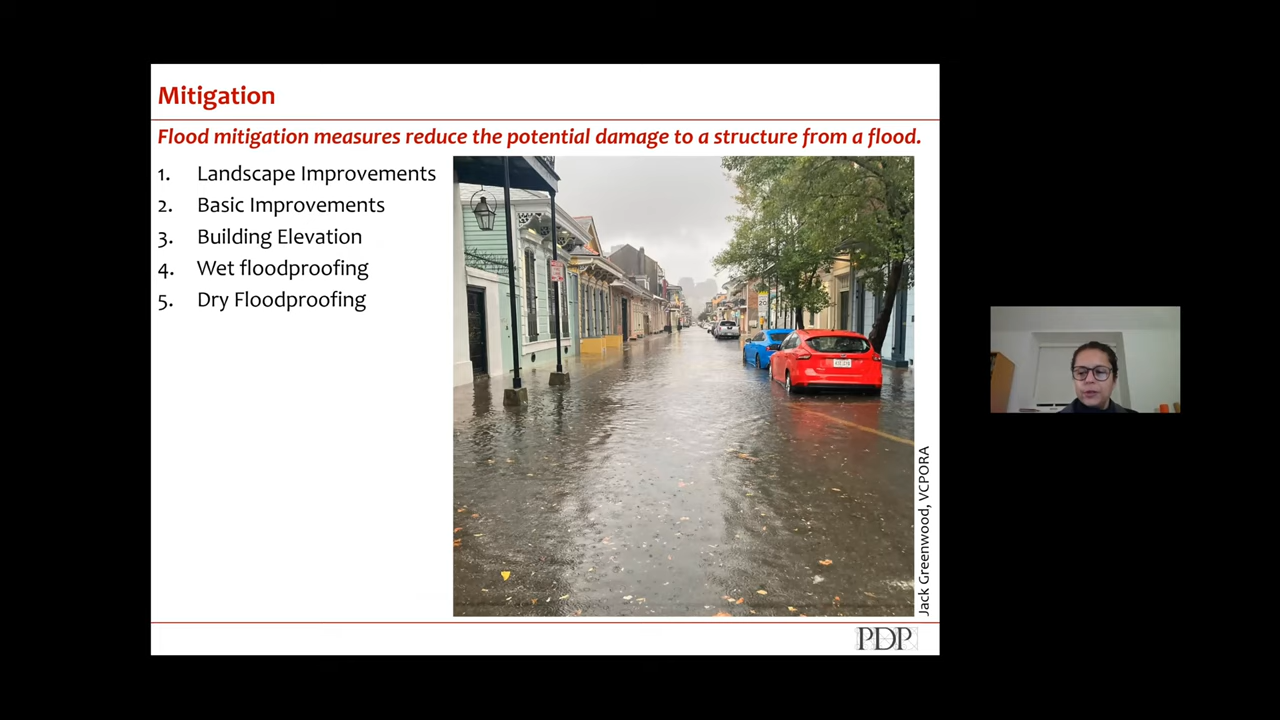 Mitigation
Flood mitigation measures reduce the potential damage to a structure from a flood.
1. Landscape Improvements
2. Basic Improvements
3. Building Elevation
4. Wet floodproofing
5. Dry Floodproofing
20
Jack Greenwood, VCPORA
PDP